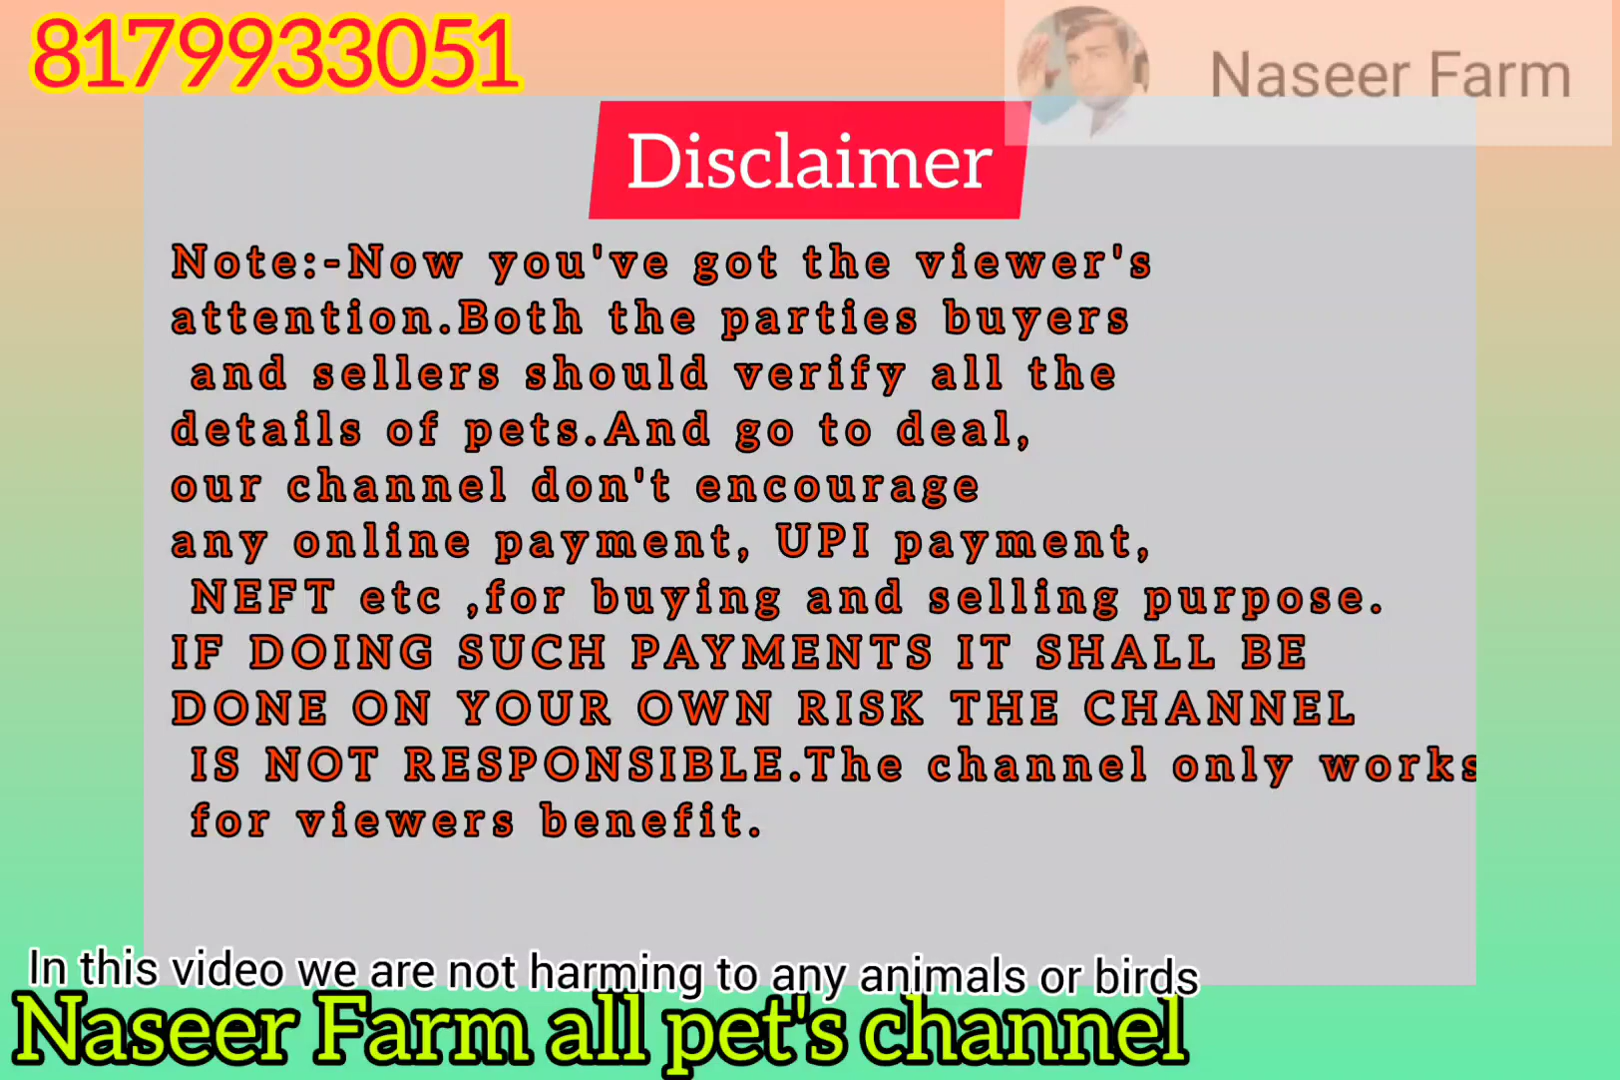 8179933051
Naseer Farm
Disclaimer
Note:-Now you've got the viewer's
attention.Both the parties buyers
and sellers should verify all the
details of pets.And go to deal,
our channel don't encourage
any online payment, UPI payment,
NEFT etc ,for buying and selling purpose.
IF DOING SUCH PAYMENTS IT SHALL BE
DONE ON YOUR OWN RISK THE CHANNEL
IS NOT RESPONSIBLE.The channel only works
for viewers benefit.
In this video we are not harming to any animals or birds
Naseer Farm all pet's channel